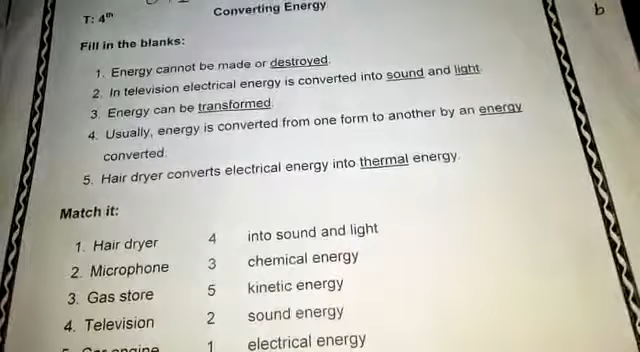 T: 4th
Converting Energy
b
Fill in the blanks:
1. Energy cannot be made or destroyed.
2. In television electrical energy is converted into sound and light
3. Energy can be transformed
4. Usually, energy is converted from one form to another by an energy
converted.
5. Hair dryer converts electrical energy into thermal energy.
Match it:
1. Hair dryer 4 into sound and light
2. Microphone 3 chemical energy
3. Gas store 5 kinetic energy
4. Television 2 sound energy
engine 1 electrical energy